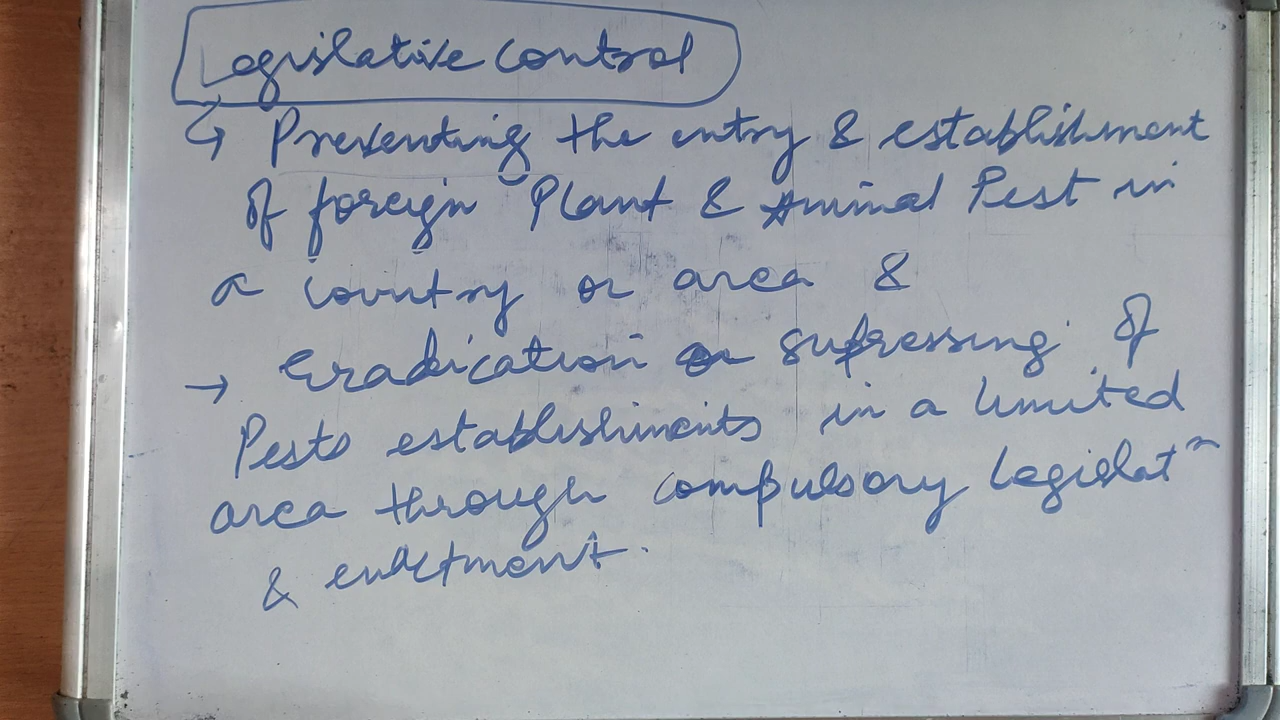 Legislative control
↳ Preventing the entry & establishment
of foreign Plant & Animal Pest in
a country or area &
→ Eradication or supressing of
Pests establishments in a limited
area through compulsory legislatⁿ
& enactment.